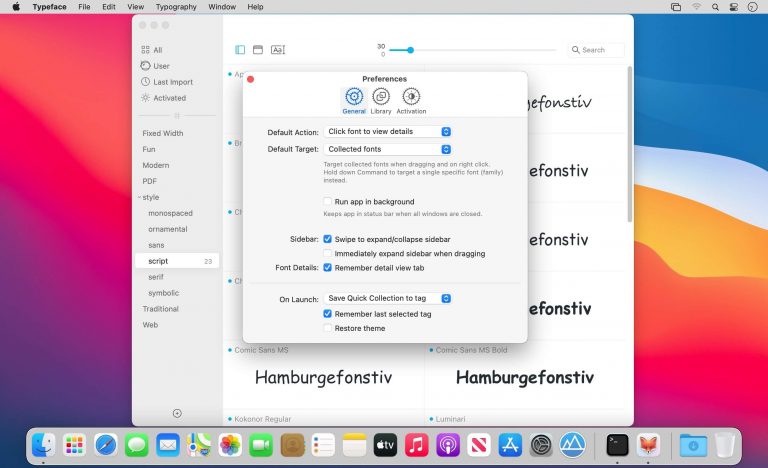 Typeface File Edit View Typography Window Help
All
User
Last Import
Activated
Fixed Width
Fun
Modern
PDF
style
monospaced
ornamental
sans
script 23
serif
symbolic
Traditional
Web
30
0
Search
Preferences
General Library Activation
Default Action: Click font to view details
Default Target: Collected fonts
Target collected fonts when dragging and on right click.
Hold down Command to target a single specific font (family)
instead.
Run app in background
Keeps app in status bar when all windows are closed.
Sidebar: Swipe to expand/collapse sidebar
Immediately expand sidebar when dragging
Font Details: Remember detail view tab
On Launch: Save Quick Collection to tag
Remember last selected tag
Restore theme
Comic Sans MS Comic Sans MS Bold
Hamburgefonstiv Hamburgefonstiv
Kokonor Regular Luminari
tv